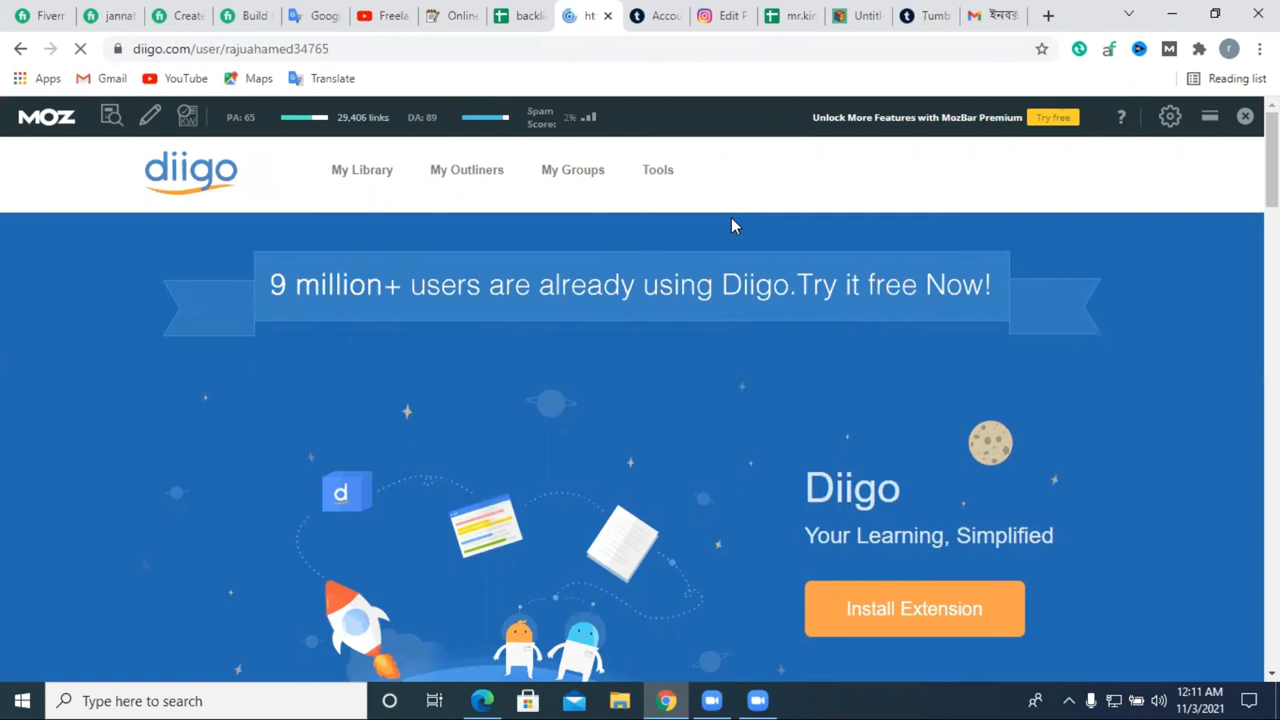 Fiverr
jannat
Create
Build
Goog
Freela
Online
backli
ht
Accou
Edit P
mr.kin
Untitl
Tumb
ইনবক্স
diigo.com/user/rajuahamed34765
Apps
Gmail
YouTube
Maps
Translate
Reading list
MOZ
PA: 65
29,406 links
DA: 89
Spam
Score:
2%
Unlock More Features with MozBar Premium
Try free
?
diigo
My Library
My Outliners
My Groups
Tools
9 million+ users are already using Diigo.Try it free Now!
d
Diigo
Your Learning, Simplified
Install Extension
Type here to search
12:11 AM
11/3/2021